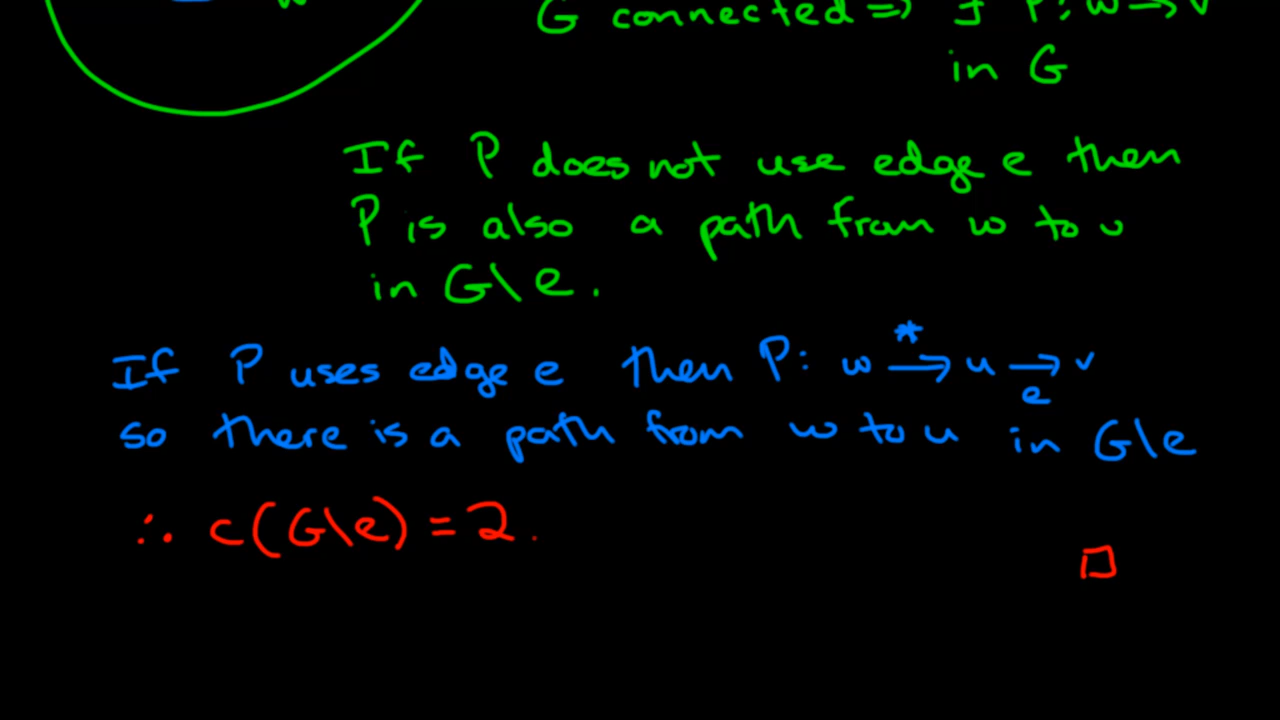 w
G connected => ∃ P: w → v
in G
If P does not use edge e then
P is also a path from w to v
in G\e.
If P uses edge e then P: w →* u →e v
so there is a path from w to u in G\e
∴ c(G\e) = 2.
□